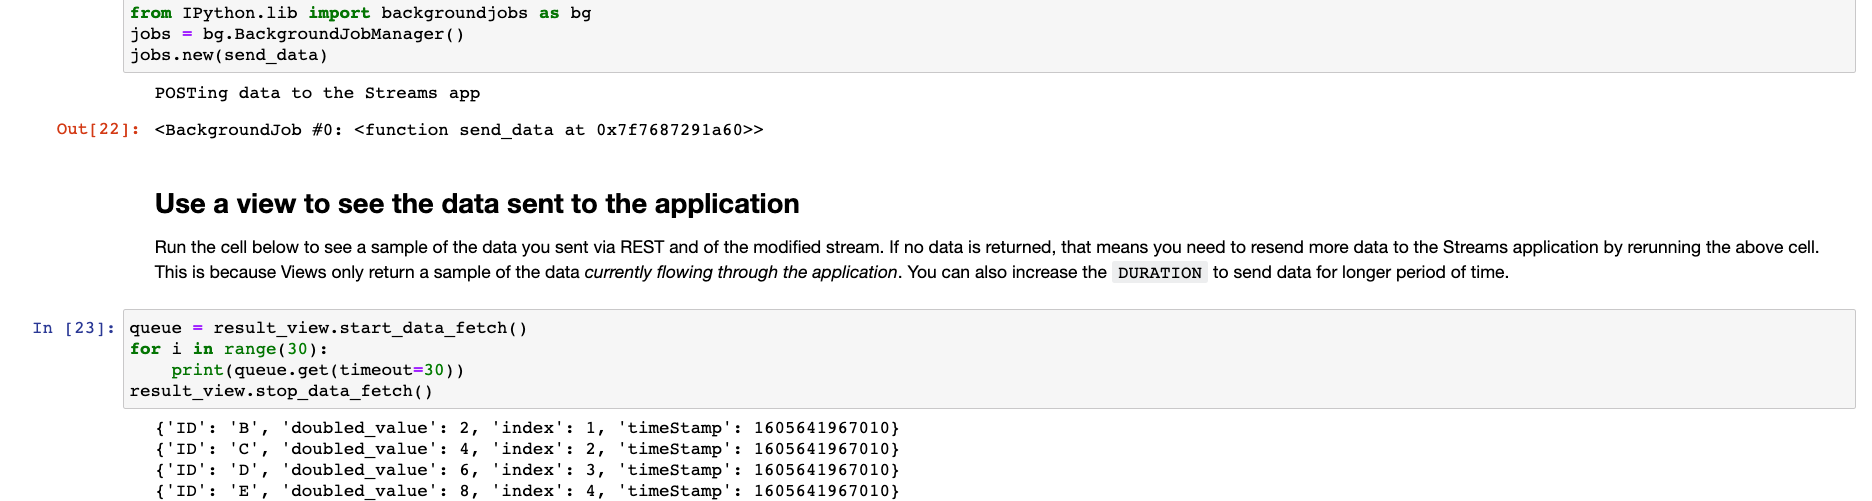 from IPython.lib import backgroundjobs as bg
jobs = bg.BackgroundJobManager()
jobs.new(send_data)
POSTing data to the Streams app
Out[22]: <BackgroundJob #0: <function send_data at 0x7f7687291a60>>
Use a view to see the data sent to the application
Run the cell below to see a sample of the data you sent via REST and of the modified stream. If no data is returned, that means you need to resend more data to the Streams application by rerunning the above cell.
This is because Views only return a sample of the data currently flowing through the application. You can also increase the DURATION to send data for longer period of time.
In [23]: queue = result_view.start_data_fetch()
for i in range(30):
    print(queue.get(timeout=30))
result_view.stop_data_fetch()
{'ID': 'B', 'doubled_value': 2, 'index': 1, 'timeStamp': 1605641967010}
{'ID': 'C', 'doubled_value': 4, 'index': 2, 'timeStamp': 1605641967010}
{'ID': 'D', 'doubled_value': 6, 'index': 3, 'timeStamp': 1605641967010}
{'ID': 'E', 'doubled_value': 8, 'index': 4, 'timeStamp': 1605641967010}